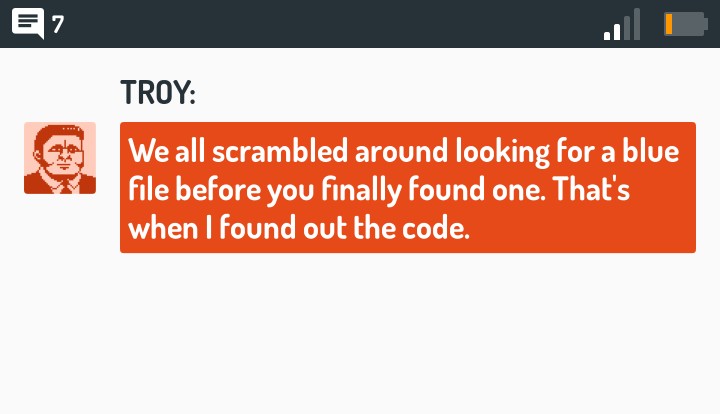 7
TROY:
We all scrambled around looking for a blue
file before you finally found one. That's
when I found out the code.